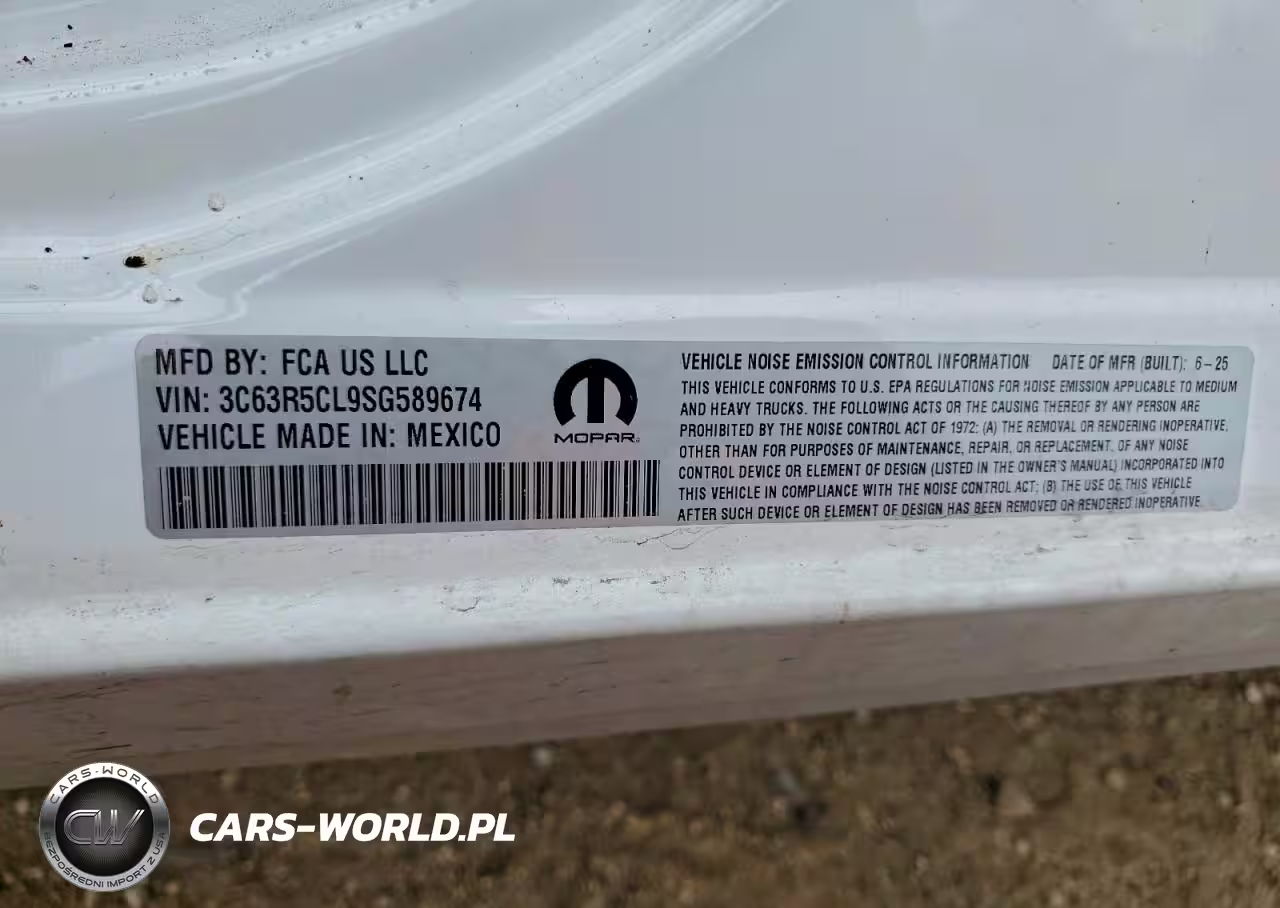 MFD BY: FCA US LLC
VIN: 3C63R5CL9SG589674
VEHICLE MADE IN: MEXICO
MOPAR
VEHICLE NOISE EMISSION CONTROL INFORMATION DATE OF MFR (BUILT): 6-25
THIS VEHICLE CONFORMS TO U.S. EPA REGULATIONS FOR NOISE EMISSION APPLICABLE TO MEDIUM
AND HEAVY TRUCKS. THE FOLLOWING ACTS OR THE CAUSING THEREOF BY ANY PERSON ARE
PROHIBITED BY THE NOISE CONTROL ACT OF 1972: (A) THE REMOVAL OR RENDERING INOPERATIVE,
OTHER THAN FOR PURPOSES OF MAINTENANCE, REPAIR, OR REPLACEMENT, OF ANY NOISE
CONTROL DEVICE OR ELEMENT OF DESIGN (LISTED IN THE OWNER'S MANUAL) INCORPORATED INTO
THIS VEHICLE IN COMPLIANCE WITH THE NOISE CONTROL ACT; (B) THE USE OF THIS VEHICLE
AFTER SUCH DEVICE OR ELEMENT OF DESIGN HAS BEEN REMOVED OR RENDERED INOPERATIVE.
CARS-WORLD
CW
BEZPOŚREDNI IMPORT Z USA
CARS-WORLD.PL